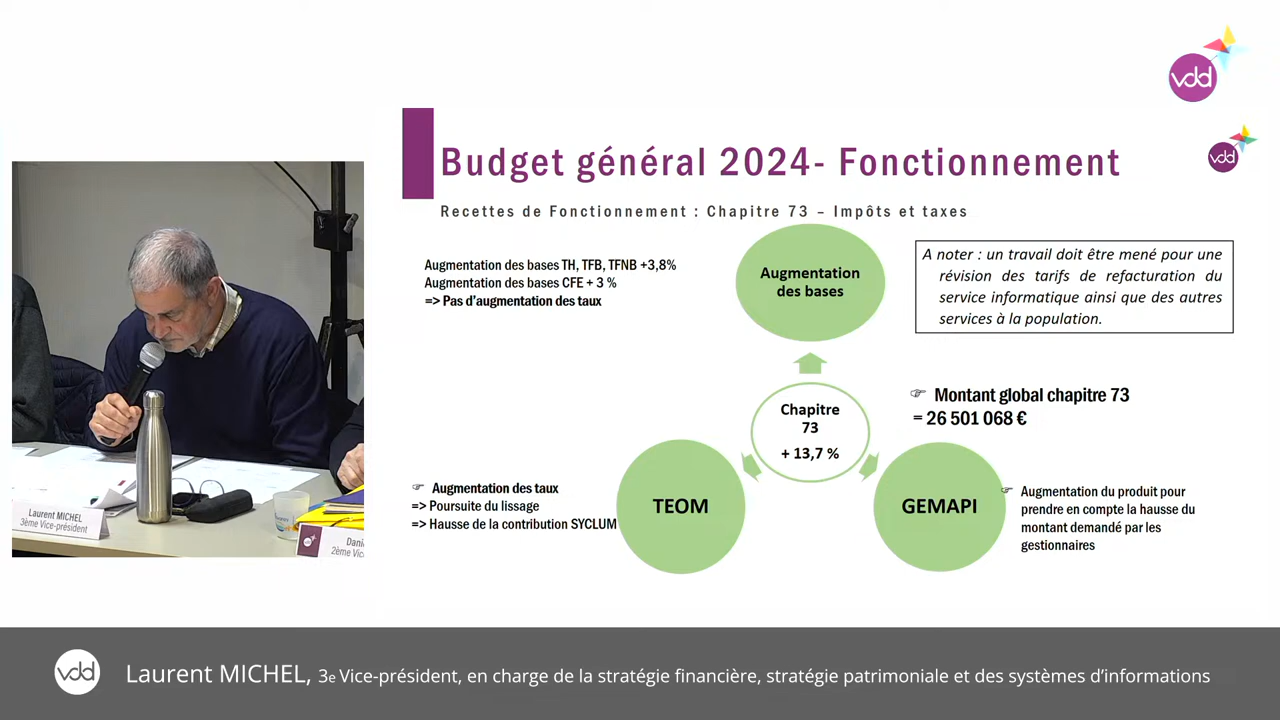 vdd
vdd
Budget général 2024- Fonctionnement
Recettes de Fonctionnement : Chapitre 73 – Impôts et taxes
Augmentation des bases TH, TFB, TFNB +3,8%
Augmentation des bases CFE + 3 %
=> Pas d'augmentation des taux
Augmentation
des bases
A noter : un travail doit être mené pour une
révision des tarifs de refacturation du
service informatique ainsi que des autres
services à la population.
Chapitre
73
+ 13,7 %
☞ Montant global chapitre 73
= 26 501 068 €
☞ Augmentation des taux
=> Poursuite du lissage
=> Hausse de la contribution SYCLUM
TEOM
GEMAPI
☞ Augmentation du produit pour
prendre en compte la hausse du
montant demandé par les
gestionnaires
Laurent MICHEL
3ème Vice-président
2ème Vic
vdd
Laurent MICHEL, 3e Vice-président, en charge de la stratégie financière, stratégie patrimoniale et des systèmes d'informations